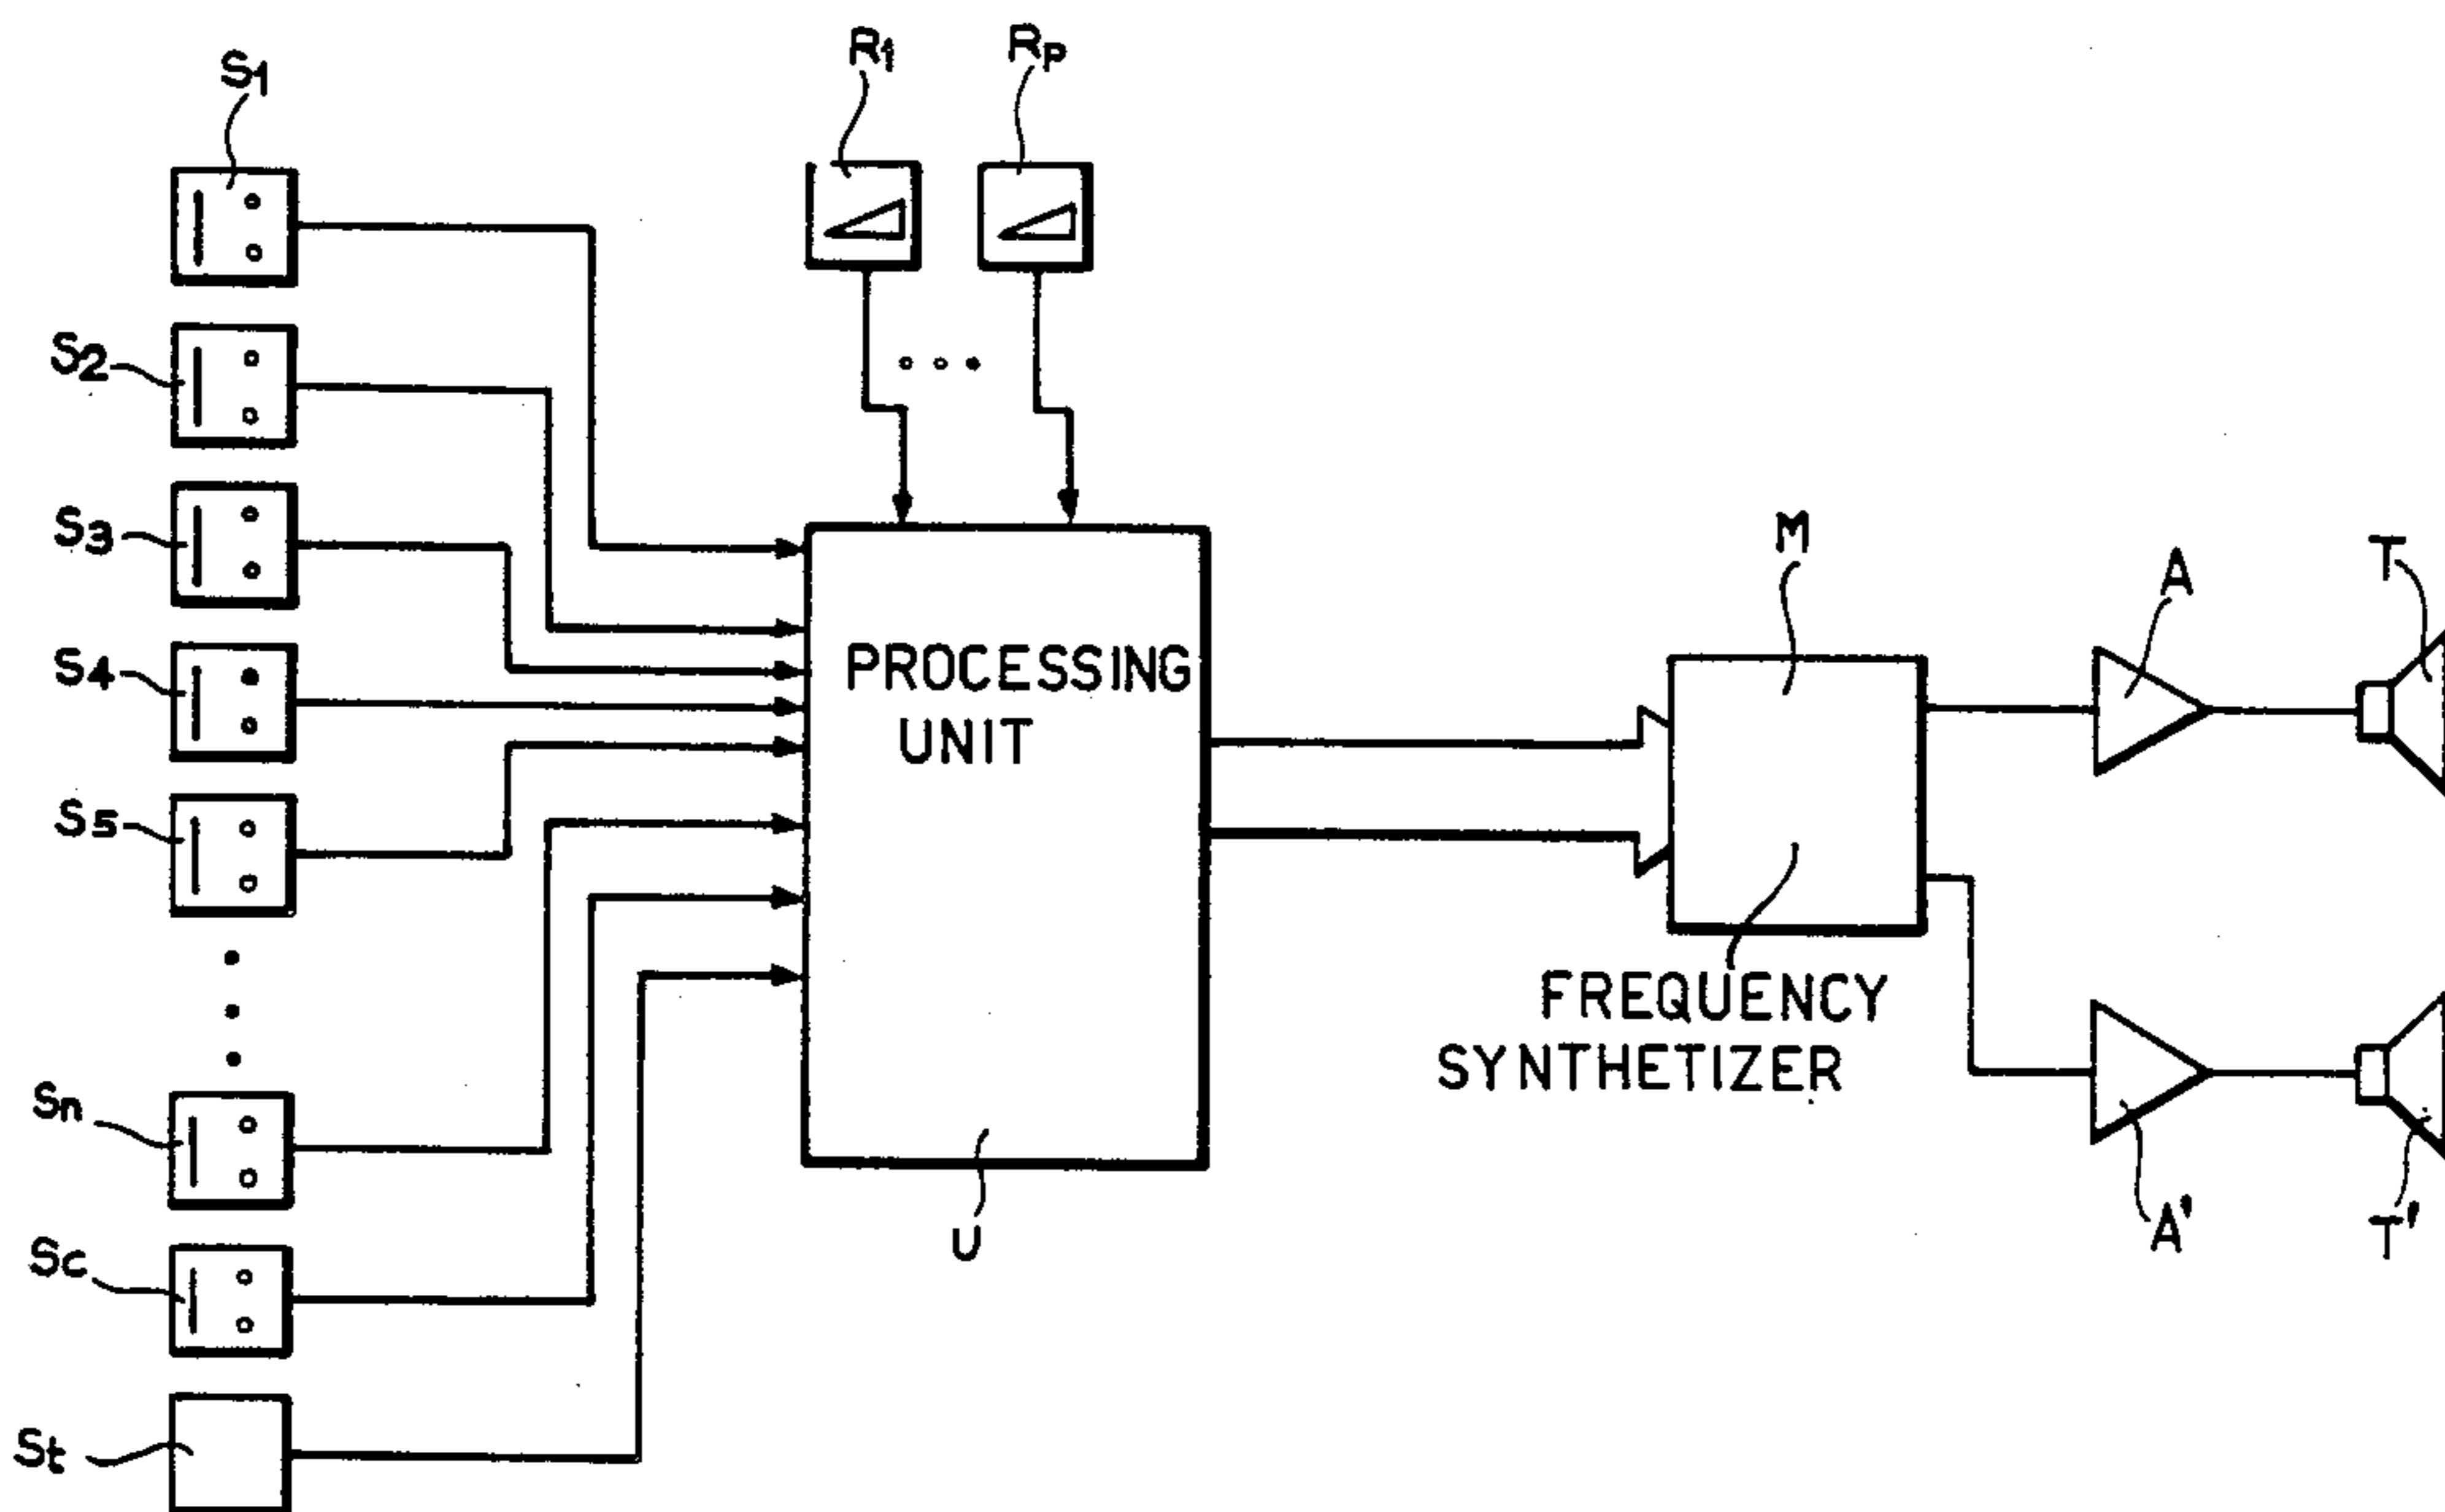 S1
R1
Rp
S2
S3
M
A
T
S4
PROCESSING
UNIT
S5
FREQUENCY
SYNTHETIZER
Sn
Sc
U
A'
T'
St